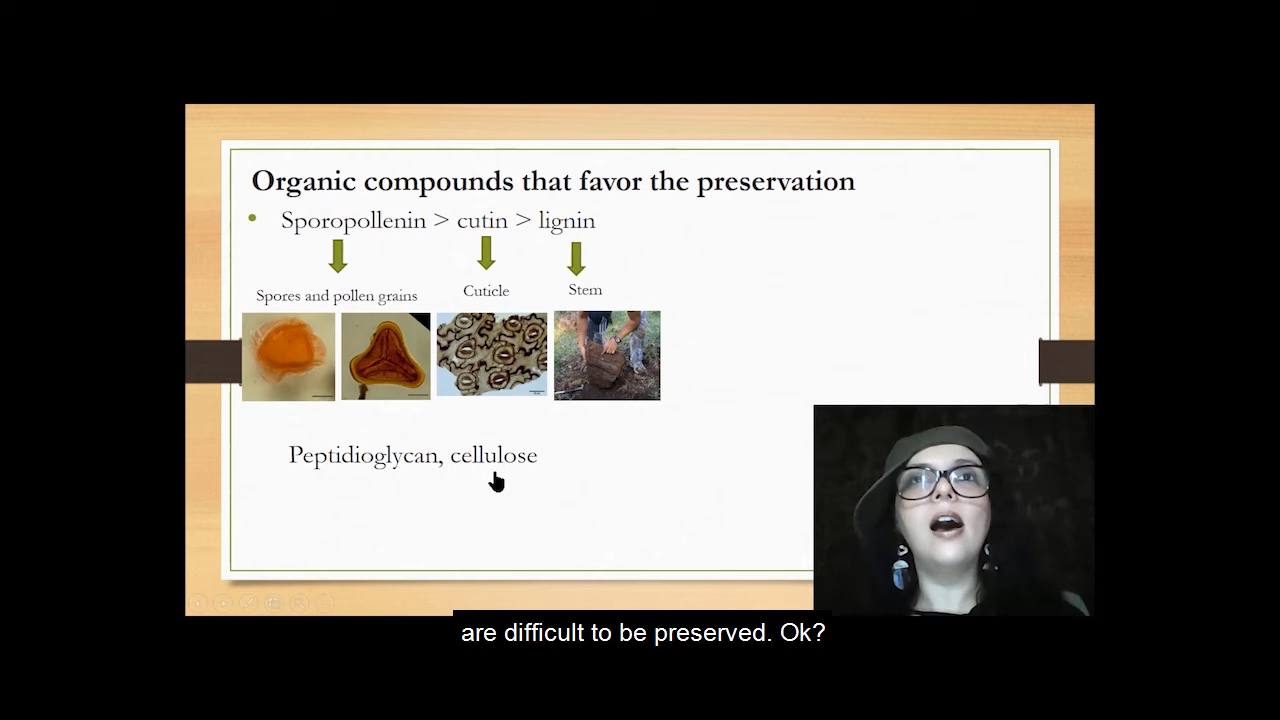 Organic compounds that favor the preservation
• Sporopollenin > cutin > lignin
Spores and pollen grains Cuticle Stem
Peptidioglycan, cellulose
are difficult to be preserved. Ok?